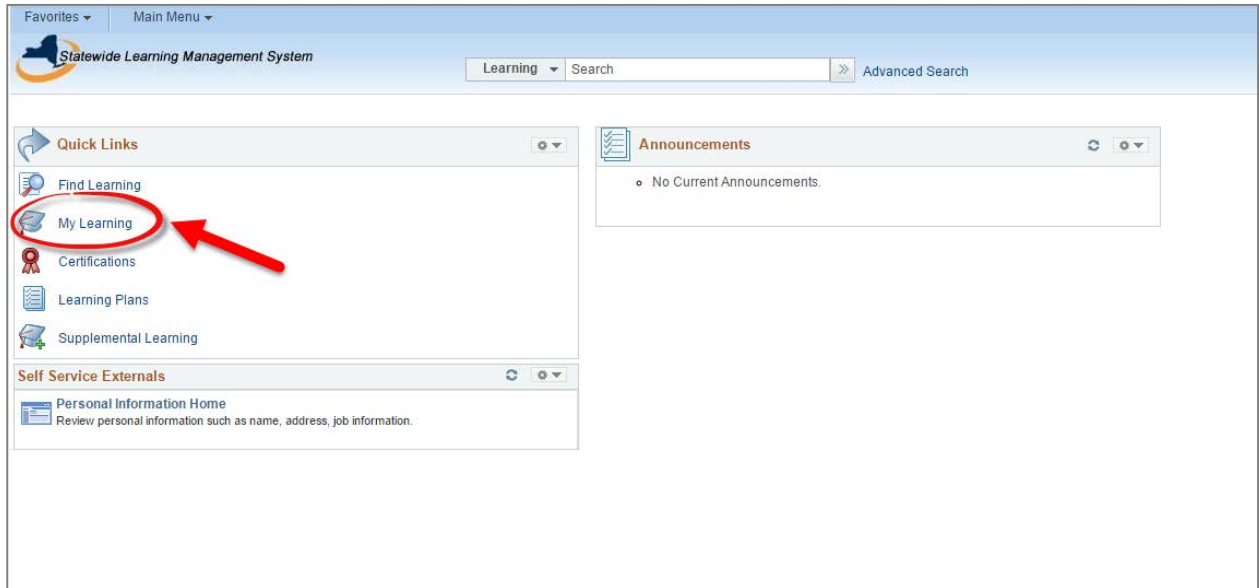 Favorites Main Menu
Statewide Learning Management System
Learning Search Advanced Search
Quick Links
Find Learning
My Learning
Certifications
Learning Plans
Supplemental Learning
Self Service Externals
Personal Information Home
Review personal information such as name, address, job information.
Announcements
No Current Announcements.